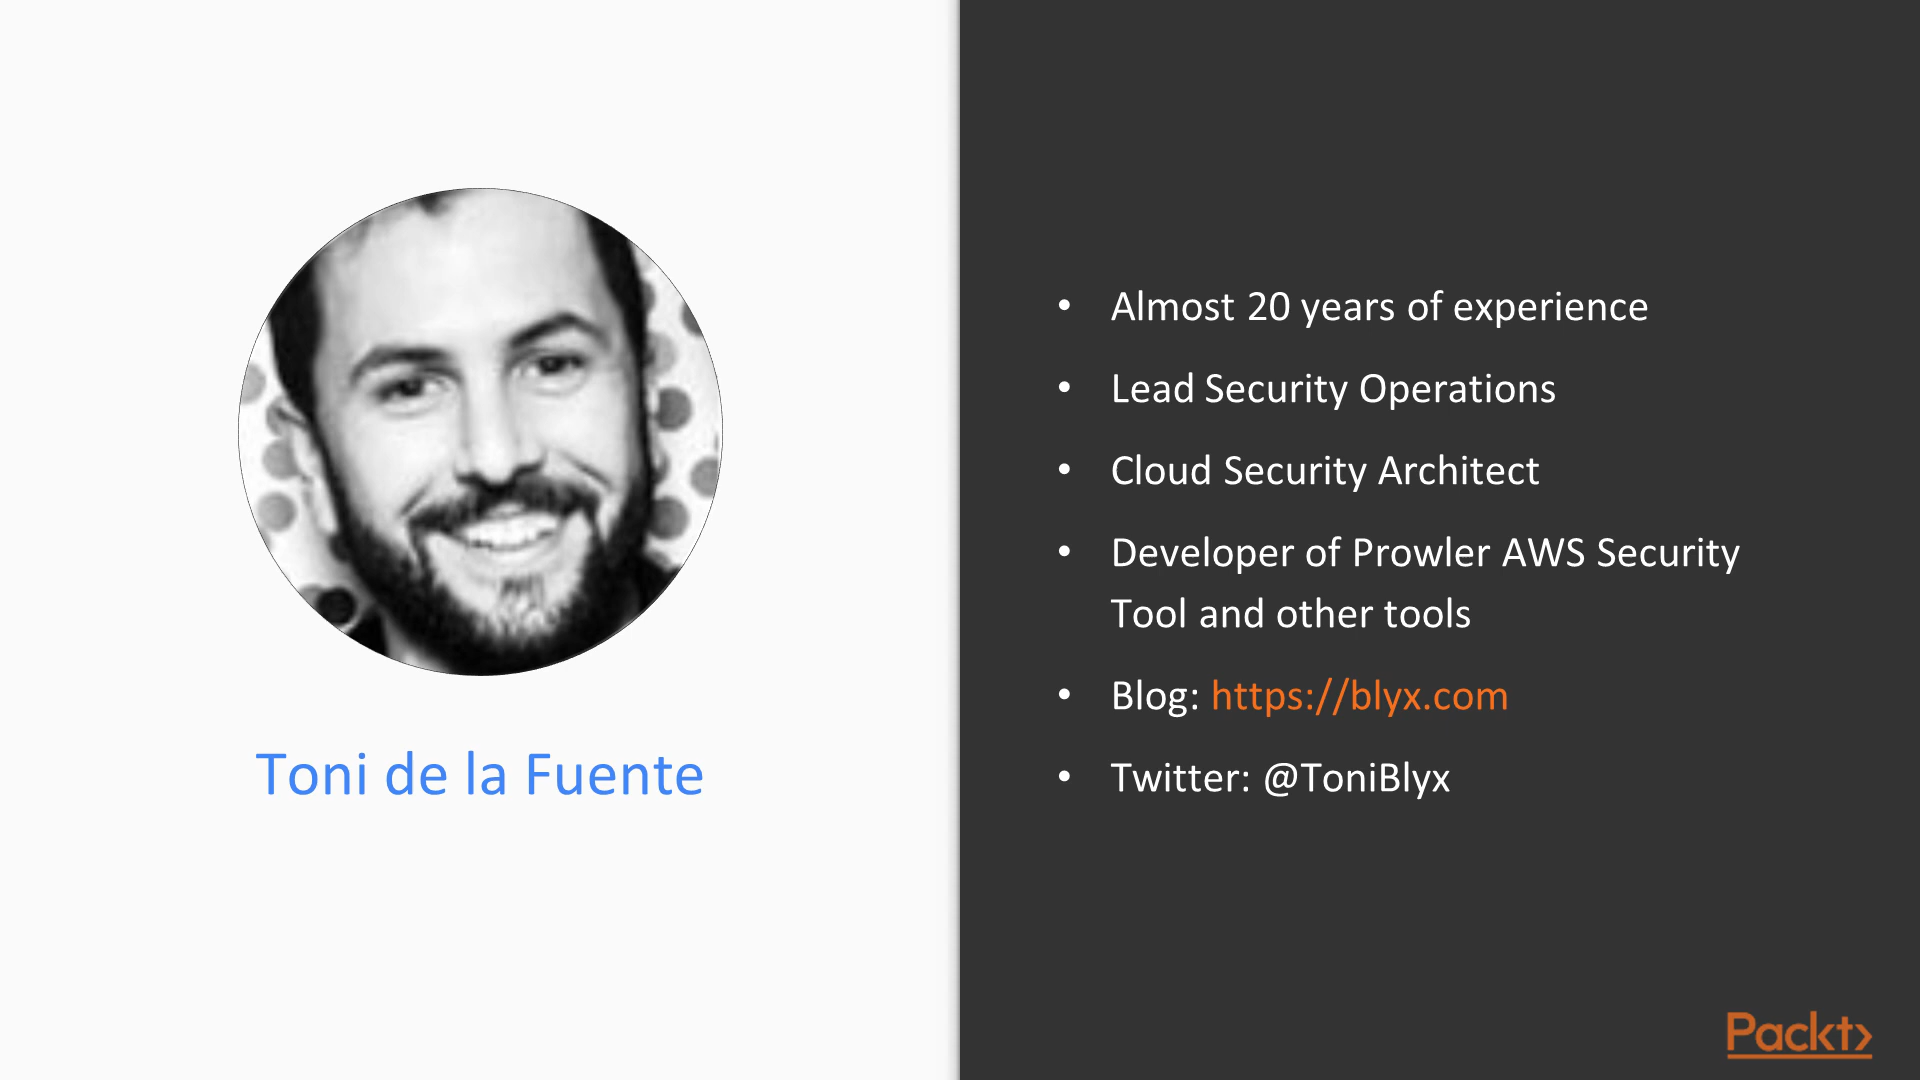 Toni de la Fuente
• Almost 20 years of experience
• Lead Security Operations
• Cloud Security Architect
• Developer of Prowler AWS Security
Tool and other tools
• Blog: https://blyx.com
• Twitter: @ToniBlyx
Packt>